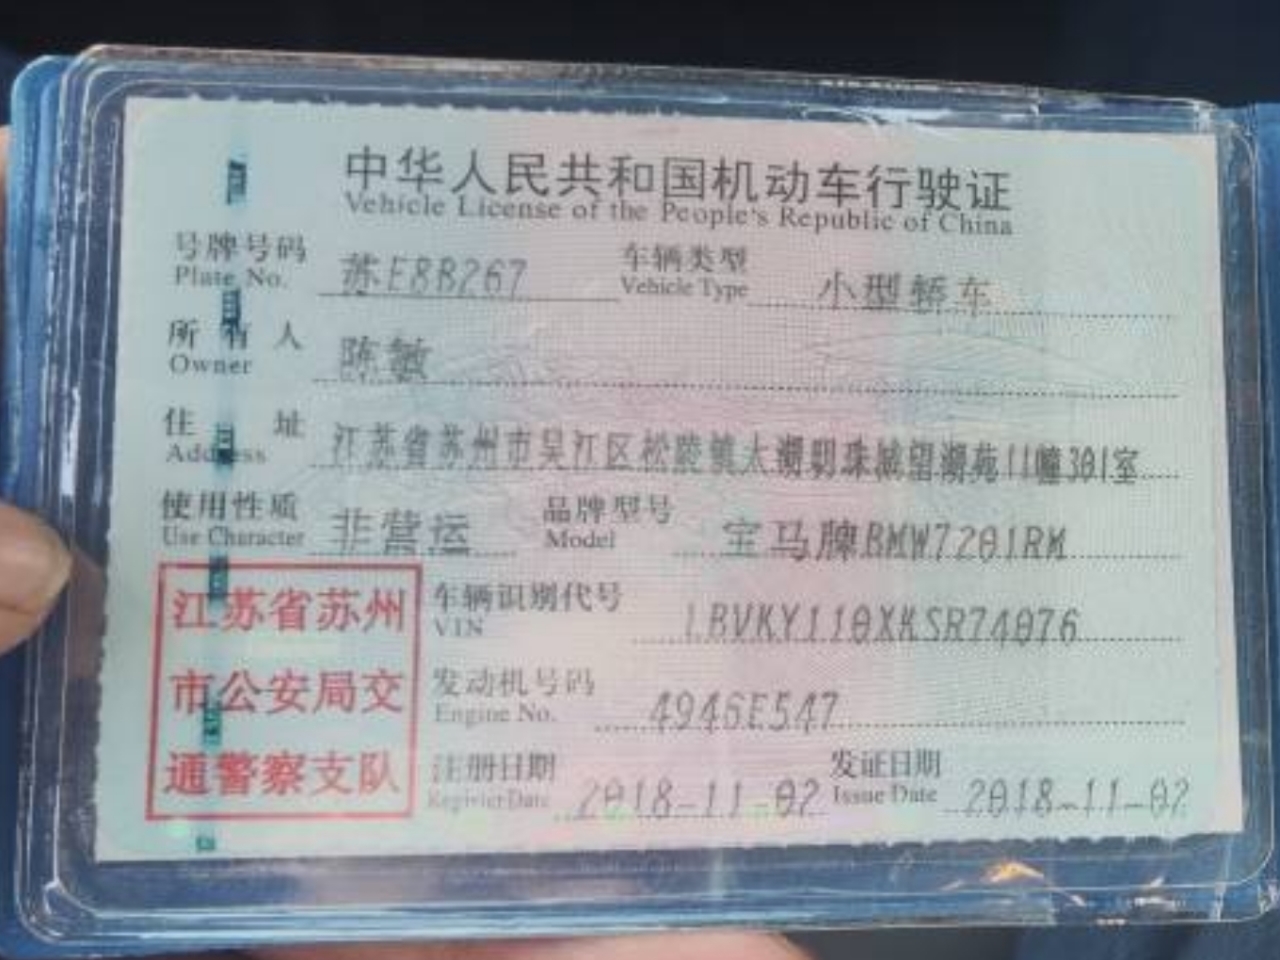 中华人民共和国机动车行驶证
Vehicle License of the People's Republic of China
号牌号码 苏E8B267 车辆类型 小型轿车
Plate No. Vehicle Type
所有人 陈敏
Owner
住址 江苏省苏州市吴江区松陵镇太湖明珠城望湖苑11幢301室
Address
使用性质 非营运 品牌型号 宝马牌BMW7201RM
Use Character Model
江苏省苏州
市公安局交
通警察支队
车辆识别代号 LBVKY110XKSR74076
VIN
发动机号码 4946E547
Engine No.
注册日期 2018-11-02 发证日期 2018-11-02
Register Date Issue Date